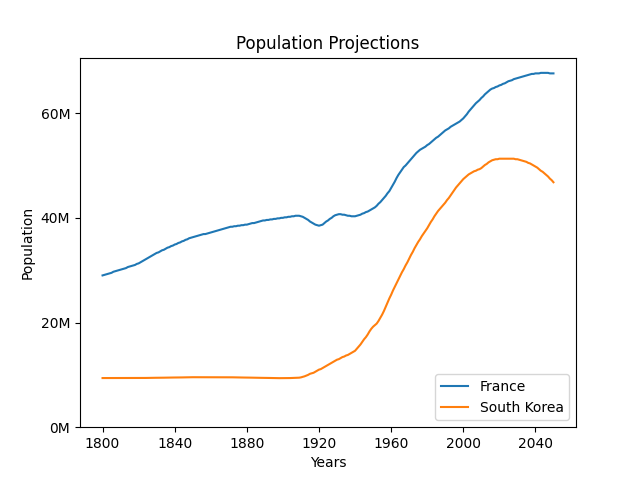 Population Projections
Population
60M
40M
20M
0M
1800 1840 1880 1920 1960 2000 2040
Years
France
South Korea